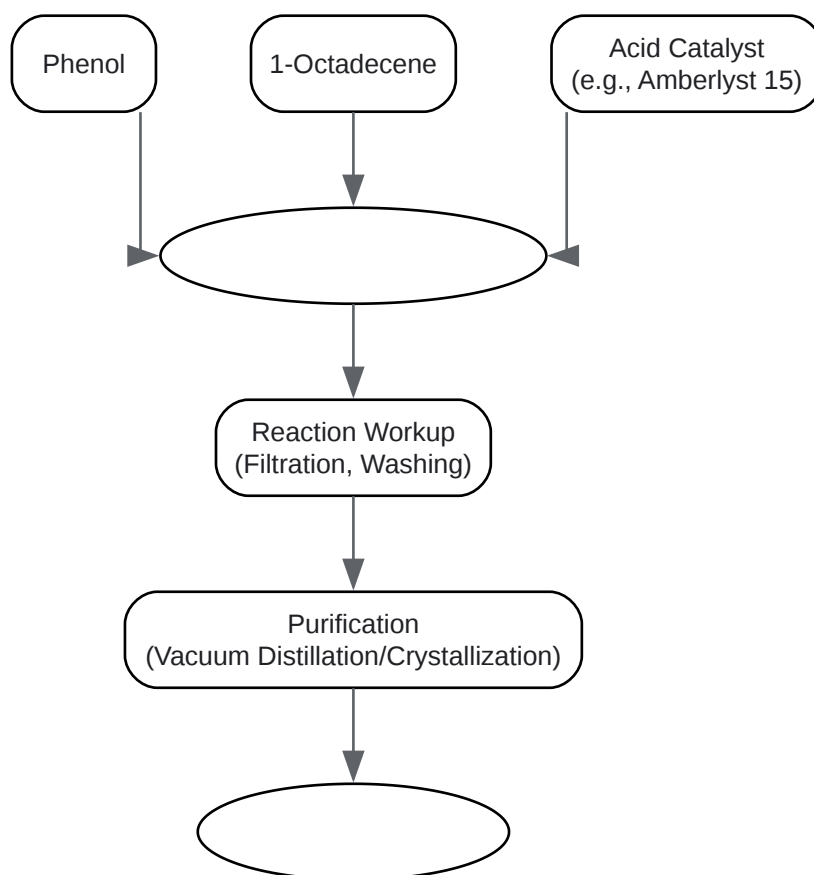 Phenol
1-Octadecene
Acid Catalyst
(e.g., Amberlyst 15)
Reaction Workup
(Filtration, Washing)
Purification
(Vacuum Distillation/Crystallization)